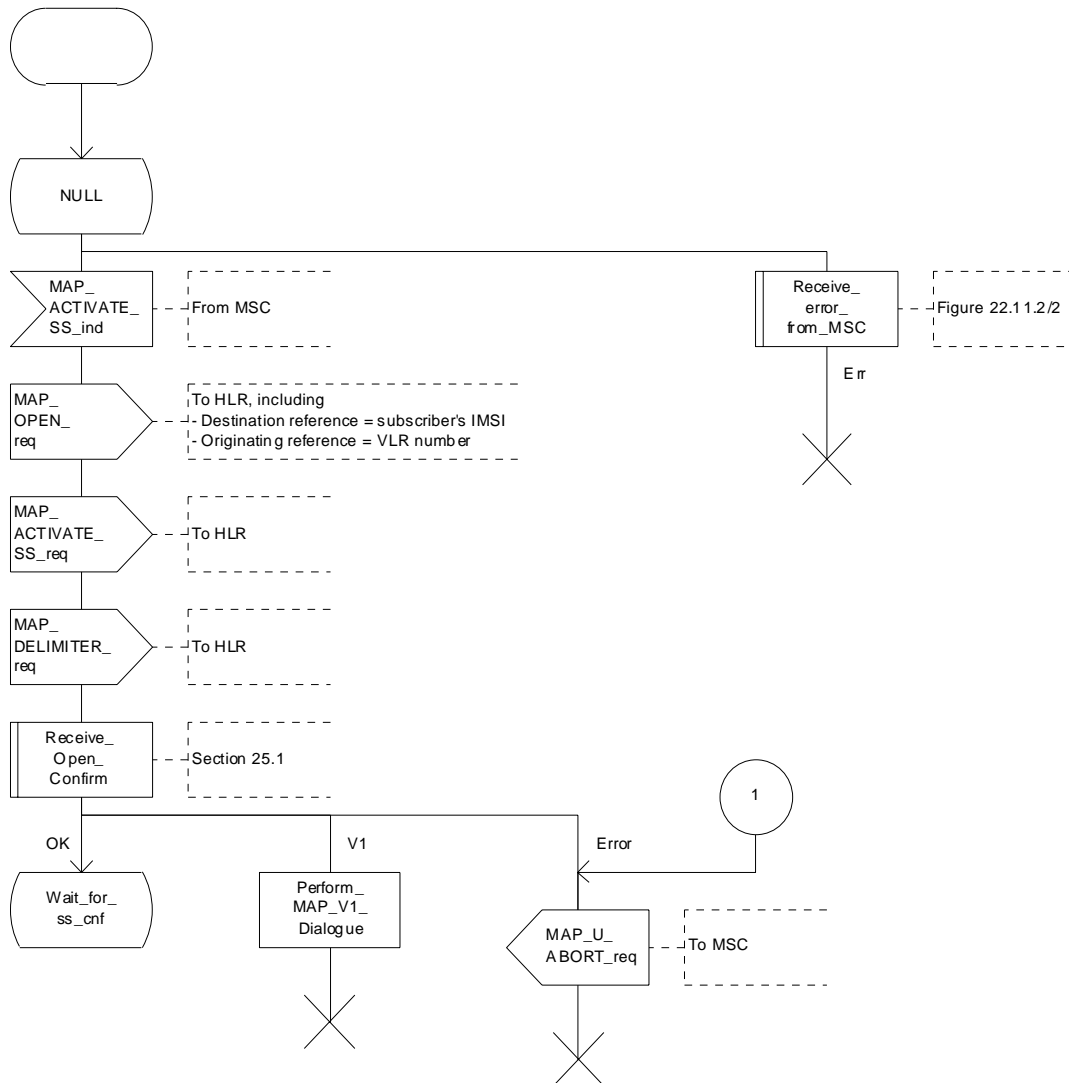 NULL
MAP_
ACTIVATE_
SS_ind
From MSC
Receive_
error_
from_MSC
Figure 22.11.2/2
Err
MAP_
OPEN_
req
To HLR, including
- Destination reference = subscriber's IMSI
- Originating reference = VLR number
MAP_
ACTIVATE_
SS_req
To HLR
MAP_
DELIMITER_
req
To HLR
Receive_
Open_
Confirm
Section 25.1
1
OK
V1
Error
Wait_for_
ss_cnf
Perform_
MAP_V1_
Dialogue
MAP_U_
ABORT_req
To MSC